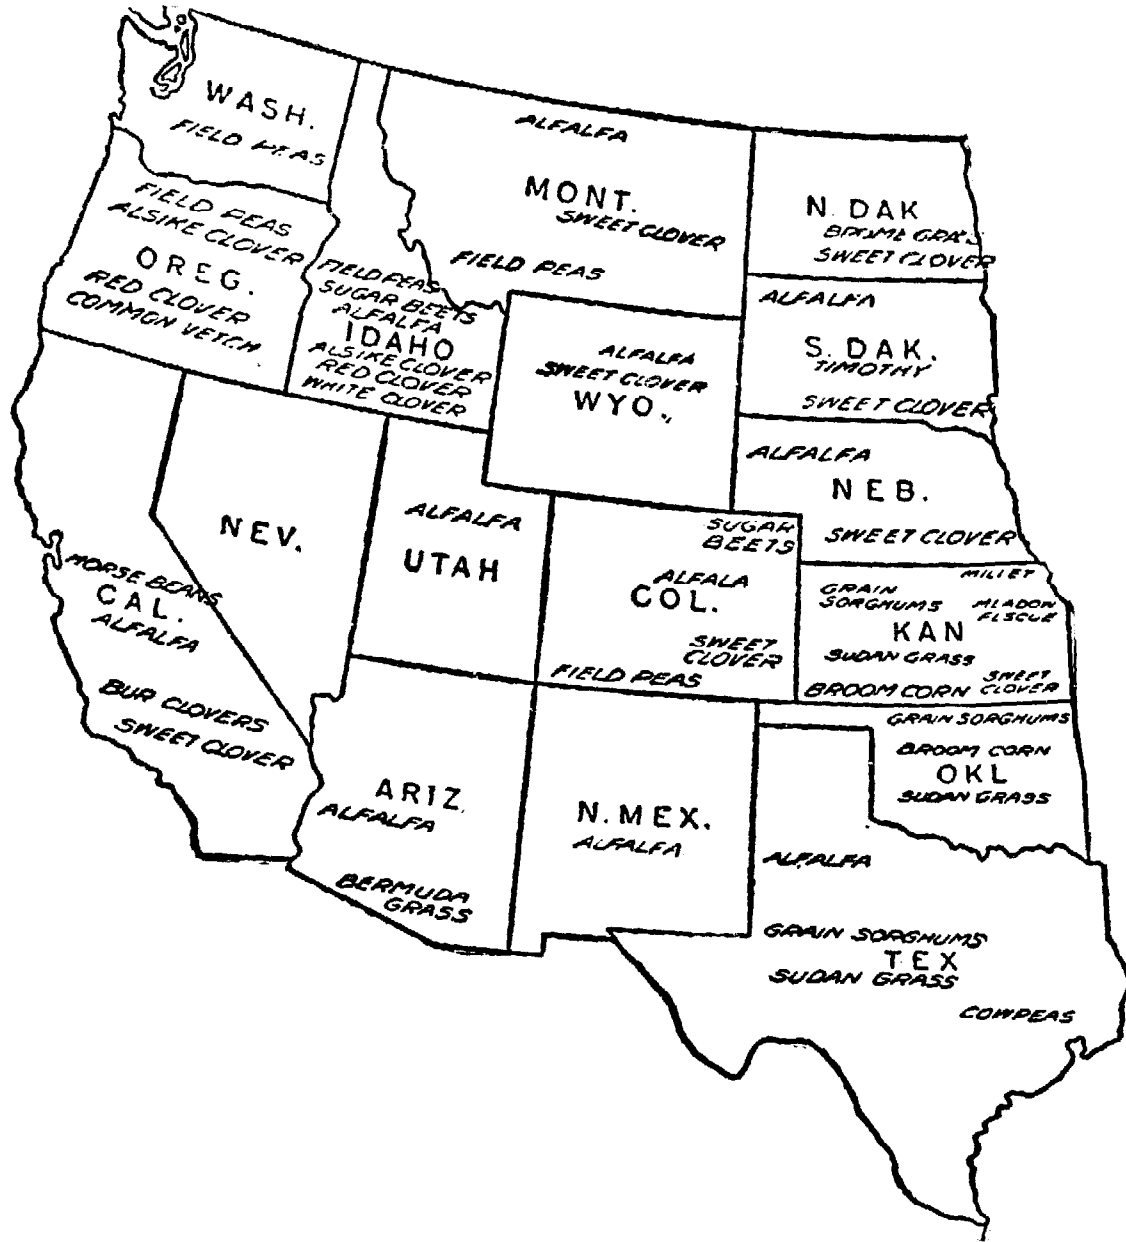 WASH.
FIELD PEAS
FIELD PEAS
ALSIKE CLOVER
OREG.
RED CLOVER
COMMON VETCH
FIELD PEAS
SUGAR BEETS
ALFALFA
IDAHO
ALSIKE CLOVER
RED CLOVER
WHITE CLOVER
ALFALFA
MONT.
SWEET CLOVER
FIELD PEAS
N. DAK
BROME GRASS
SWEET CLOVER
ALFALFA
S. DAK.
TIMOTHY
SWEET CLOVER
ALFALFA
SWEET CLOVER
WYO.
ALFALFA
NEB.
SWEET CLOVER
NEV.
ALFALFA
UTAH
SUGAR
BEETS
ALFALA
COL.
SWEET
CLOVER
FIELD PEAS
MILLET
GRAIN
SORGHUMS
MEADOW
FESCUE
KAN
SUDAN GRASS
SWEET
CLOVER
BROOM CORN
HORSE BEANS
CAL.
ALFALFA
BUR CLOVERS
SWEET CLOVER
ARIZ.
ALFALFA
BERMUDA
GRASS
N. MEX.
ALFALFA
GRAIN SORGHUMS
BROOM CORN
OKL
SUDAN GRASS
ALFALFA
GRAIN SORGHUMS
TEX
SUDAN GRASS
COWPEAS